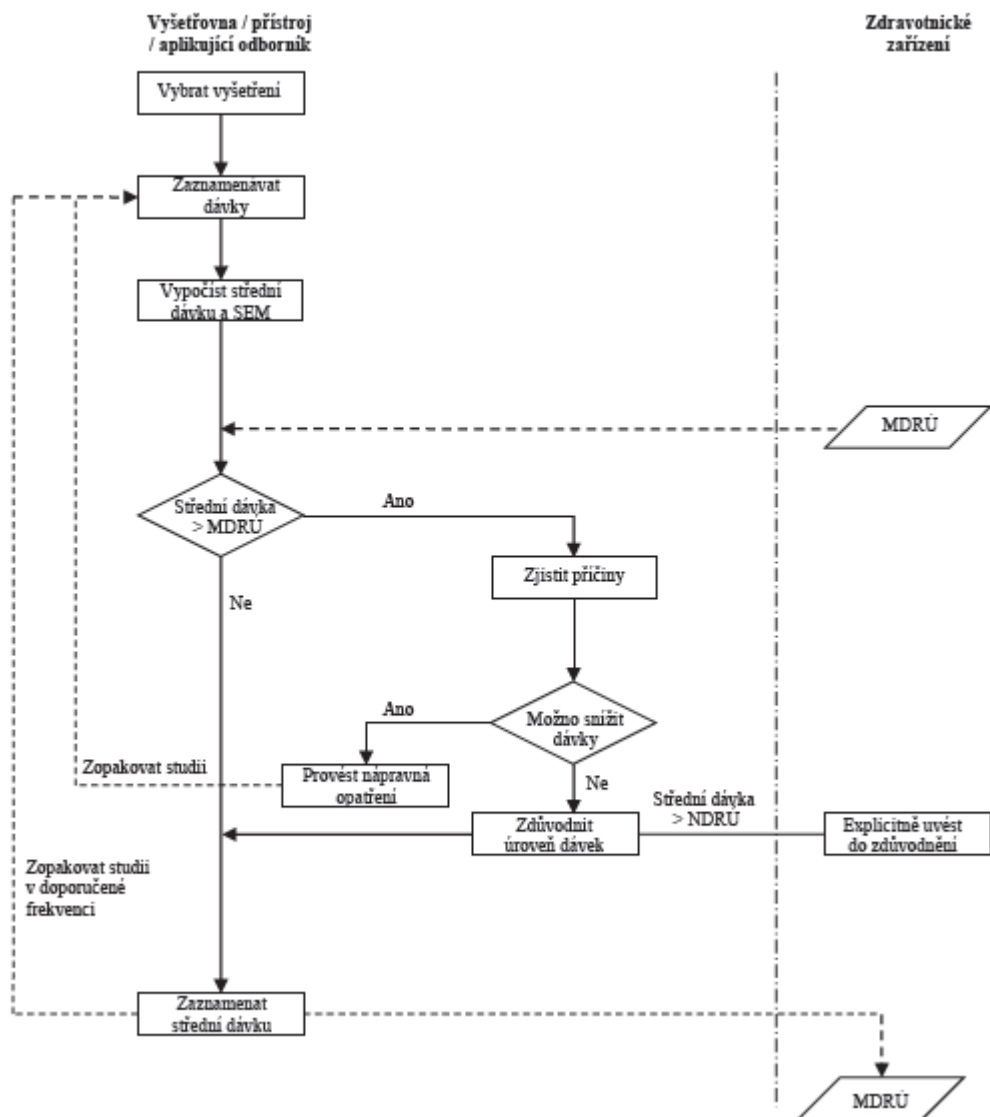 Vyšetřovna / přístroj
/ aplikující odborník
Zdravotnické
zařízení
Vybrat vyšetření
Zaznamenávat
dávky
Vypočíst střední
dávku a SEM
MDRÚ
Střední dávka
> MDRÚ
Ano
Zjistit příčiny
Ne
Možno snížit
dávky
Ano
Zopakovat studii
Provést nápravná
opatření
Ne
Střední dávka
> NDRÚ
Zdůvodnit
úroveň dávek
Explicitně uvést
do zdůvodnění
Zopakovat studii
v doporučené
frekvenci
Zaznamenat
střední dávku
MDRÚ